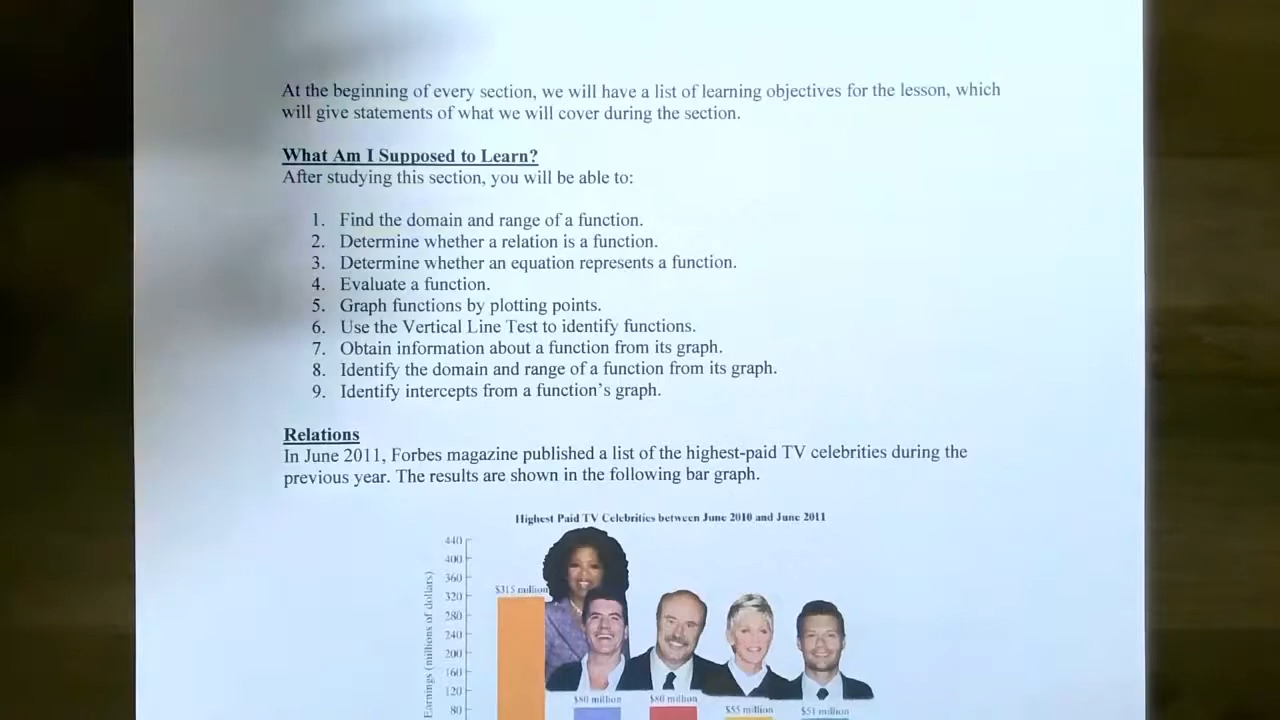 At the beginning of every section, we will have a list of learning objectives for the lesson, which
will give statements of what we will cover during the section.
What Am I Supposed to Learn?
After studying this section, you will be able to:
1. Find the domain and range of a function.
2. Determine whether a relation is a function.
3. Determine whether an equation represents a function.
4. Evaluate a function.
5. Graph functions by plotting points.
6. Use the Vertical Line Test to identify functions.
7. Obtain information about a function from its graph.
8. Identify the domain and range of a function from its graph.
9. Identify intercepts from a function’s graph.
Relations
In June 2011, Forbes magazine published a list of the highest-paid TV celebrities during the
previous year. The results are shown in the following bar graph.
Highest Paid TV Celebrities between June 2010 and June 2011
Earnings (millions of dollars)
440
400
360
320
280
240
200
160
120
80
$315 million
$80 million
$80 million
$55 million
$51 million